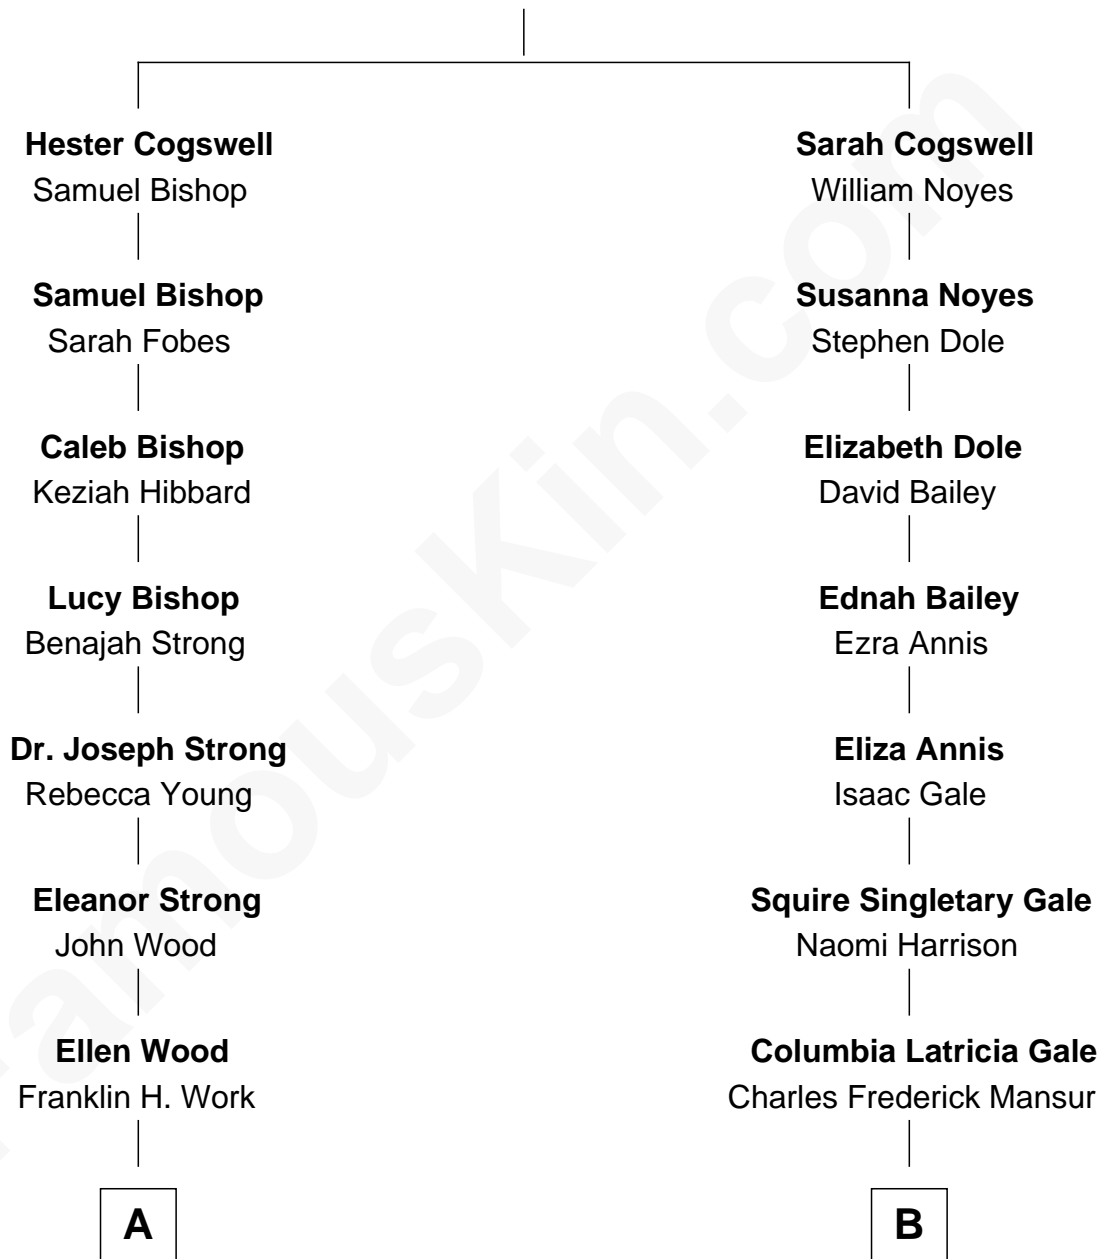 Hester Cogswell
Samuel Bishop
Samuel Bishop
Sarah Fobes
Caleb Bishop
Keziah Hibbard
Lucy Bishop
Benajah Strong
Dr. Joseph Strong
Rebecca Young
Eleanor Strong
John Wood
Ellen Wood
Franklin H. Work
A
Sarah Cogswell
William Noyes
Susanna Noyes
Stephen Dole
Elizabeth Dole
David Bailey
Ednah Bailey
Ezra Annis
Eliza Annis
Isaac Gale
Squire Singletary Gale
Naomi Harrison
Columbia Latricia Gale
Charles Frederick Mansur
B
FamousKin.com